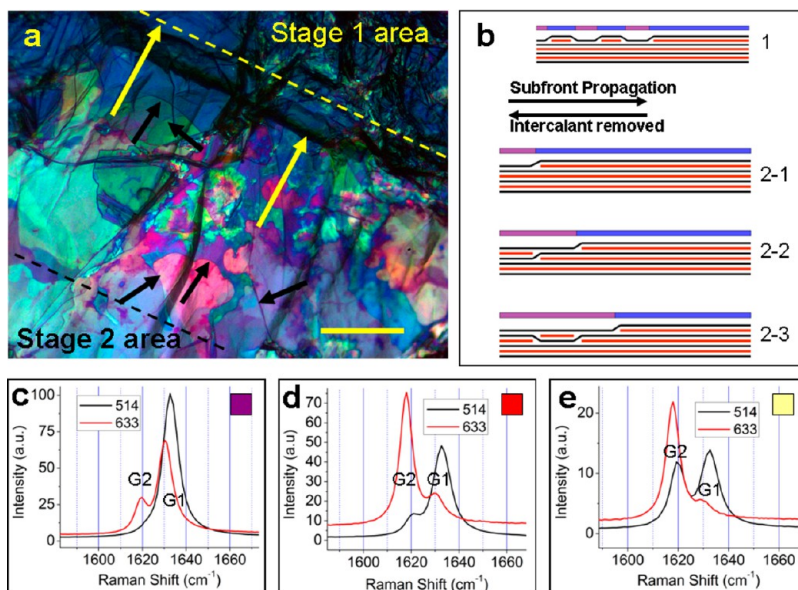 a
Stage 1 area
Stage 2 area
b
1
Subfront Propagation
Intercalant removed
2-1
2-2
2-3
c
514
633
G2
G1
100
75
50
25
0
Intensity (a.u.)
1600 1620 1640 1660
Raman Shift (cm⁻¹)
d
514
633
G2
G1
70
60
50
40
30
20
10
0
Intensity (a.u.)
1600 1620 1640 1660
Raman Shift (cm⁻¹)
e
514
633
G2
G1
20
10
0
Intensity (a.u.)
1600 1620 1640 1660
Raman Shift (cm⁻¹)